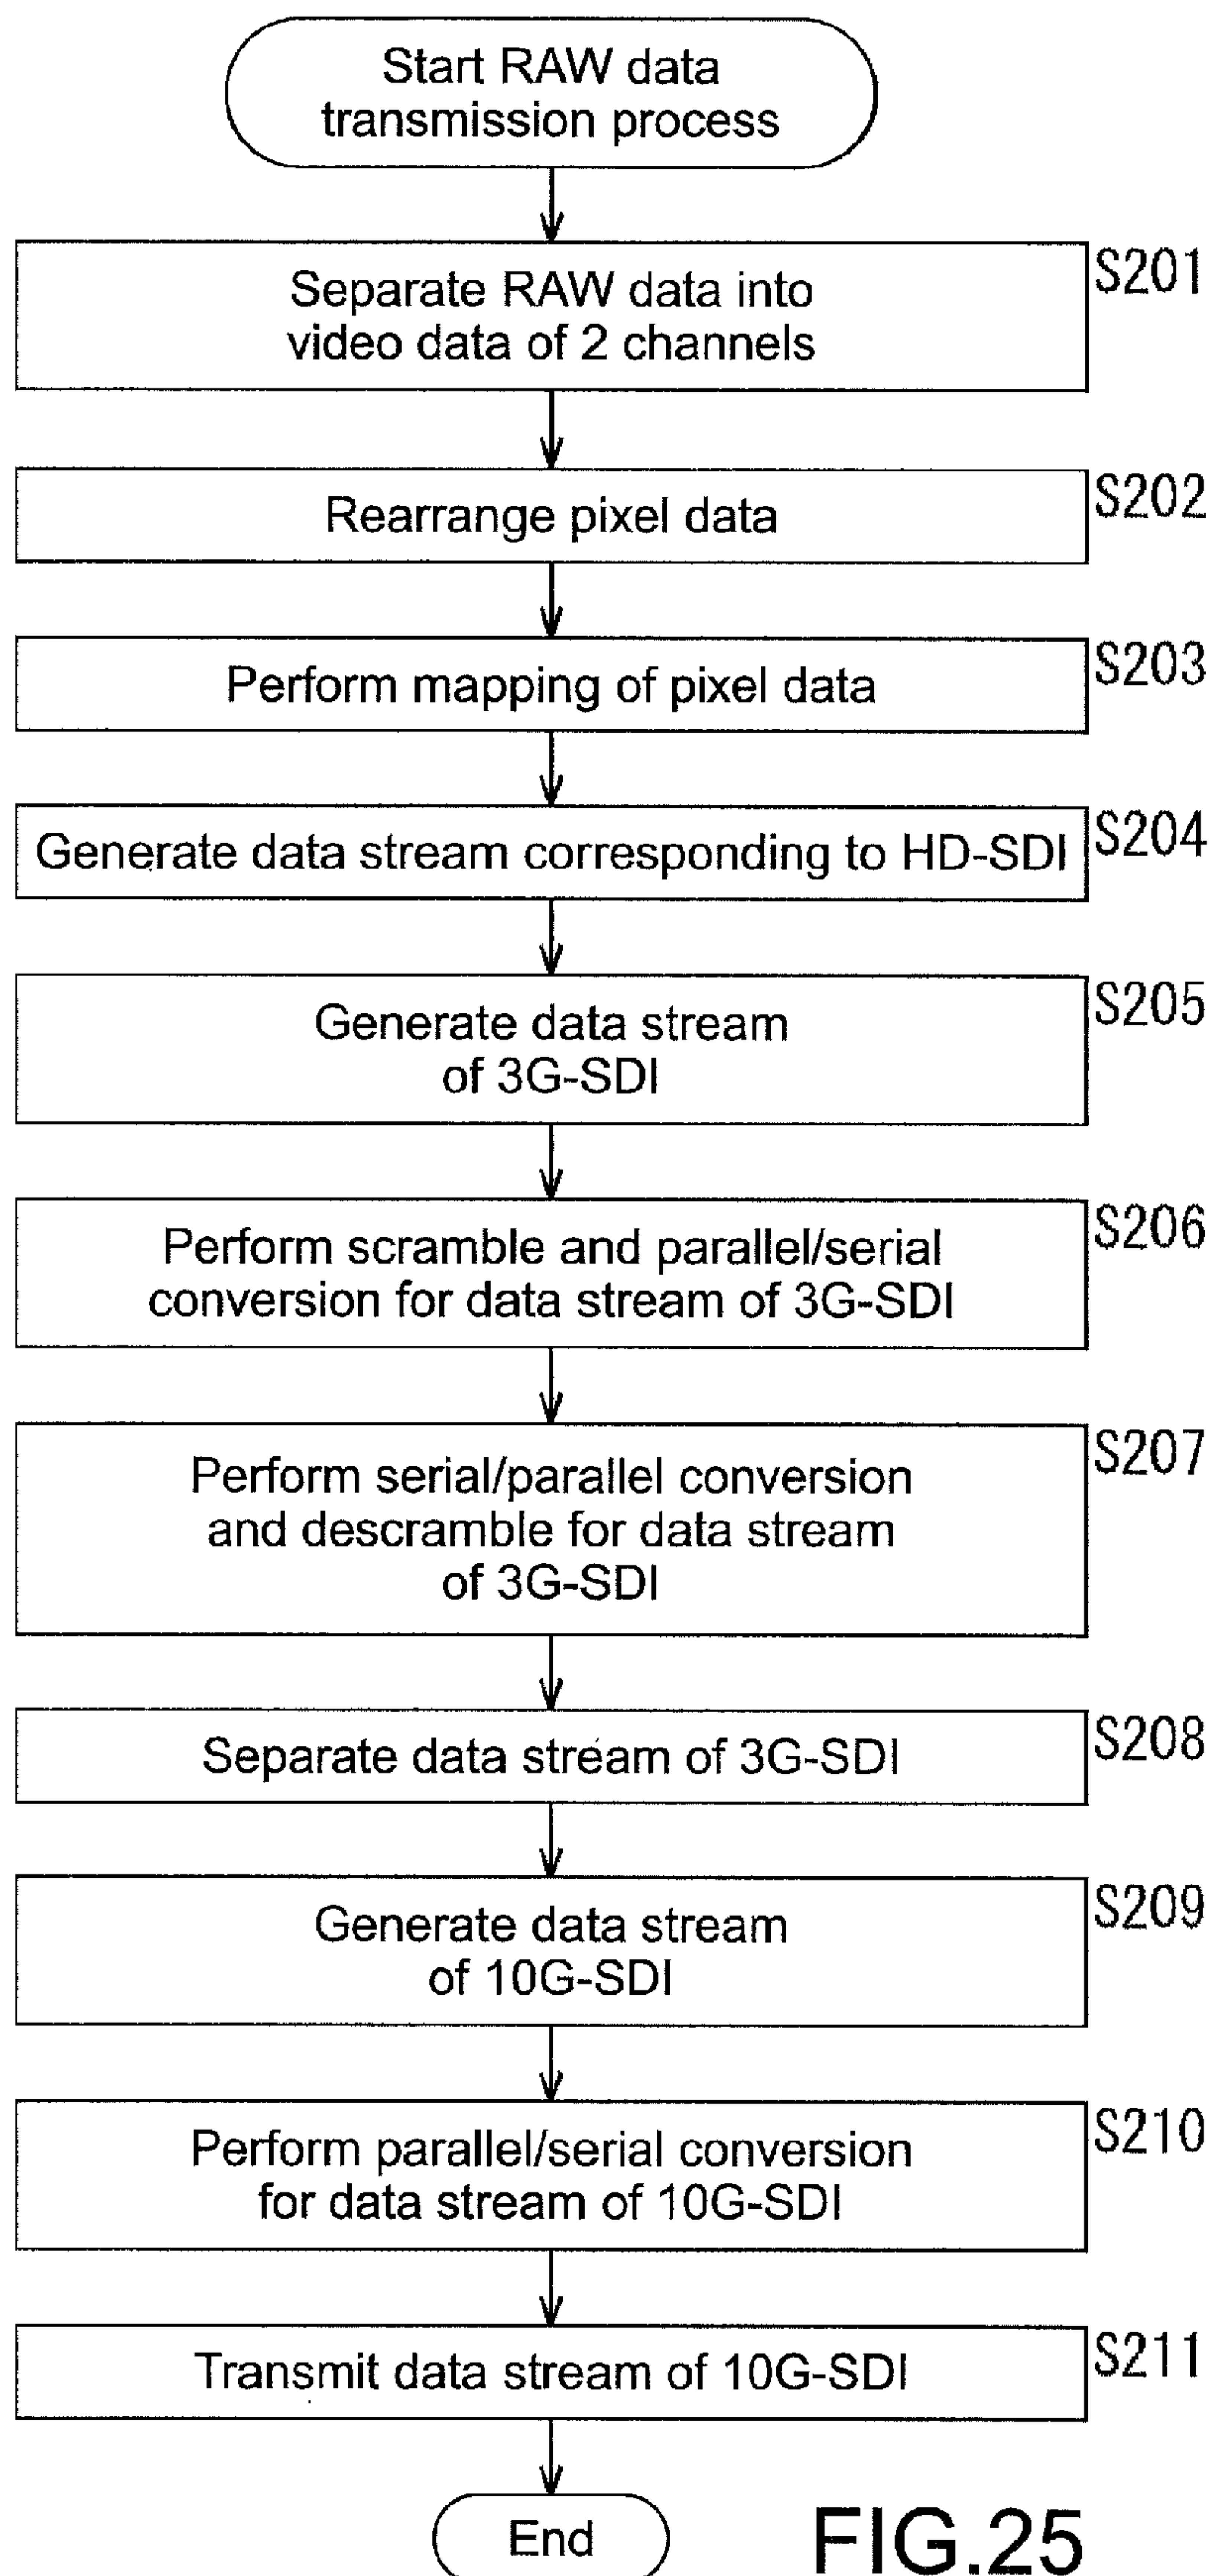 Start RAW data
transmission process
S201
Separate RAW data into
video data of 2 channels
S202
Rearrange pixel data
S203
Perform mapping of pixel data
S204
Generate data stream corresponding to HD-SDI
S205
Generate data stream
of 3G-SDI
S206
Perform scramble and parallel/serial
conversion for data stream of 3G-SDI
S207
Perform serial/parallel conversion
and descramble for data stream
of 3G-SDI
S208
Separate data stream of 3G-SDI
S209
Generate data stream
of 10G-SDI
S210
Perform parallel/serial conversion
for data stream of 10G-SDI
S211
Transmit data stream of 10G-SDI
End
FIG.25